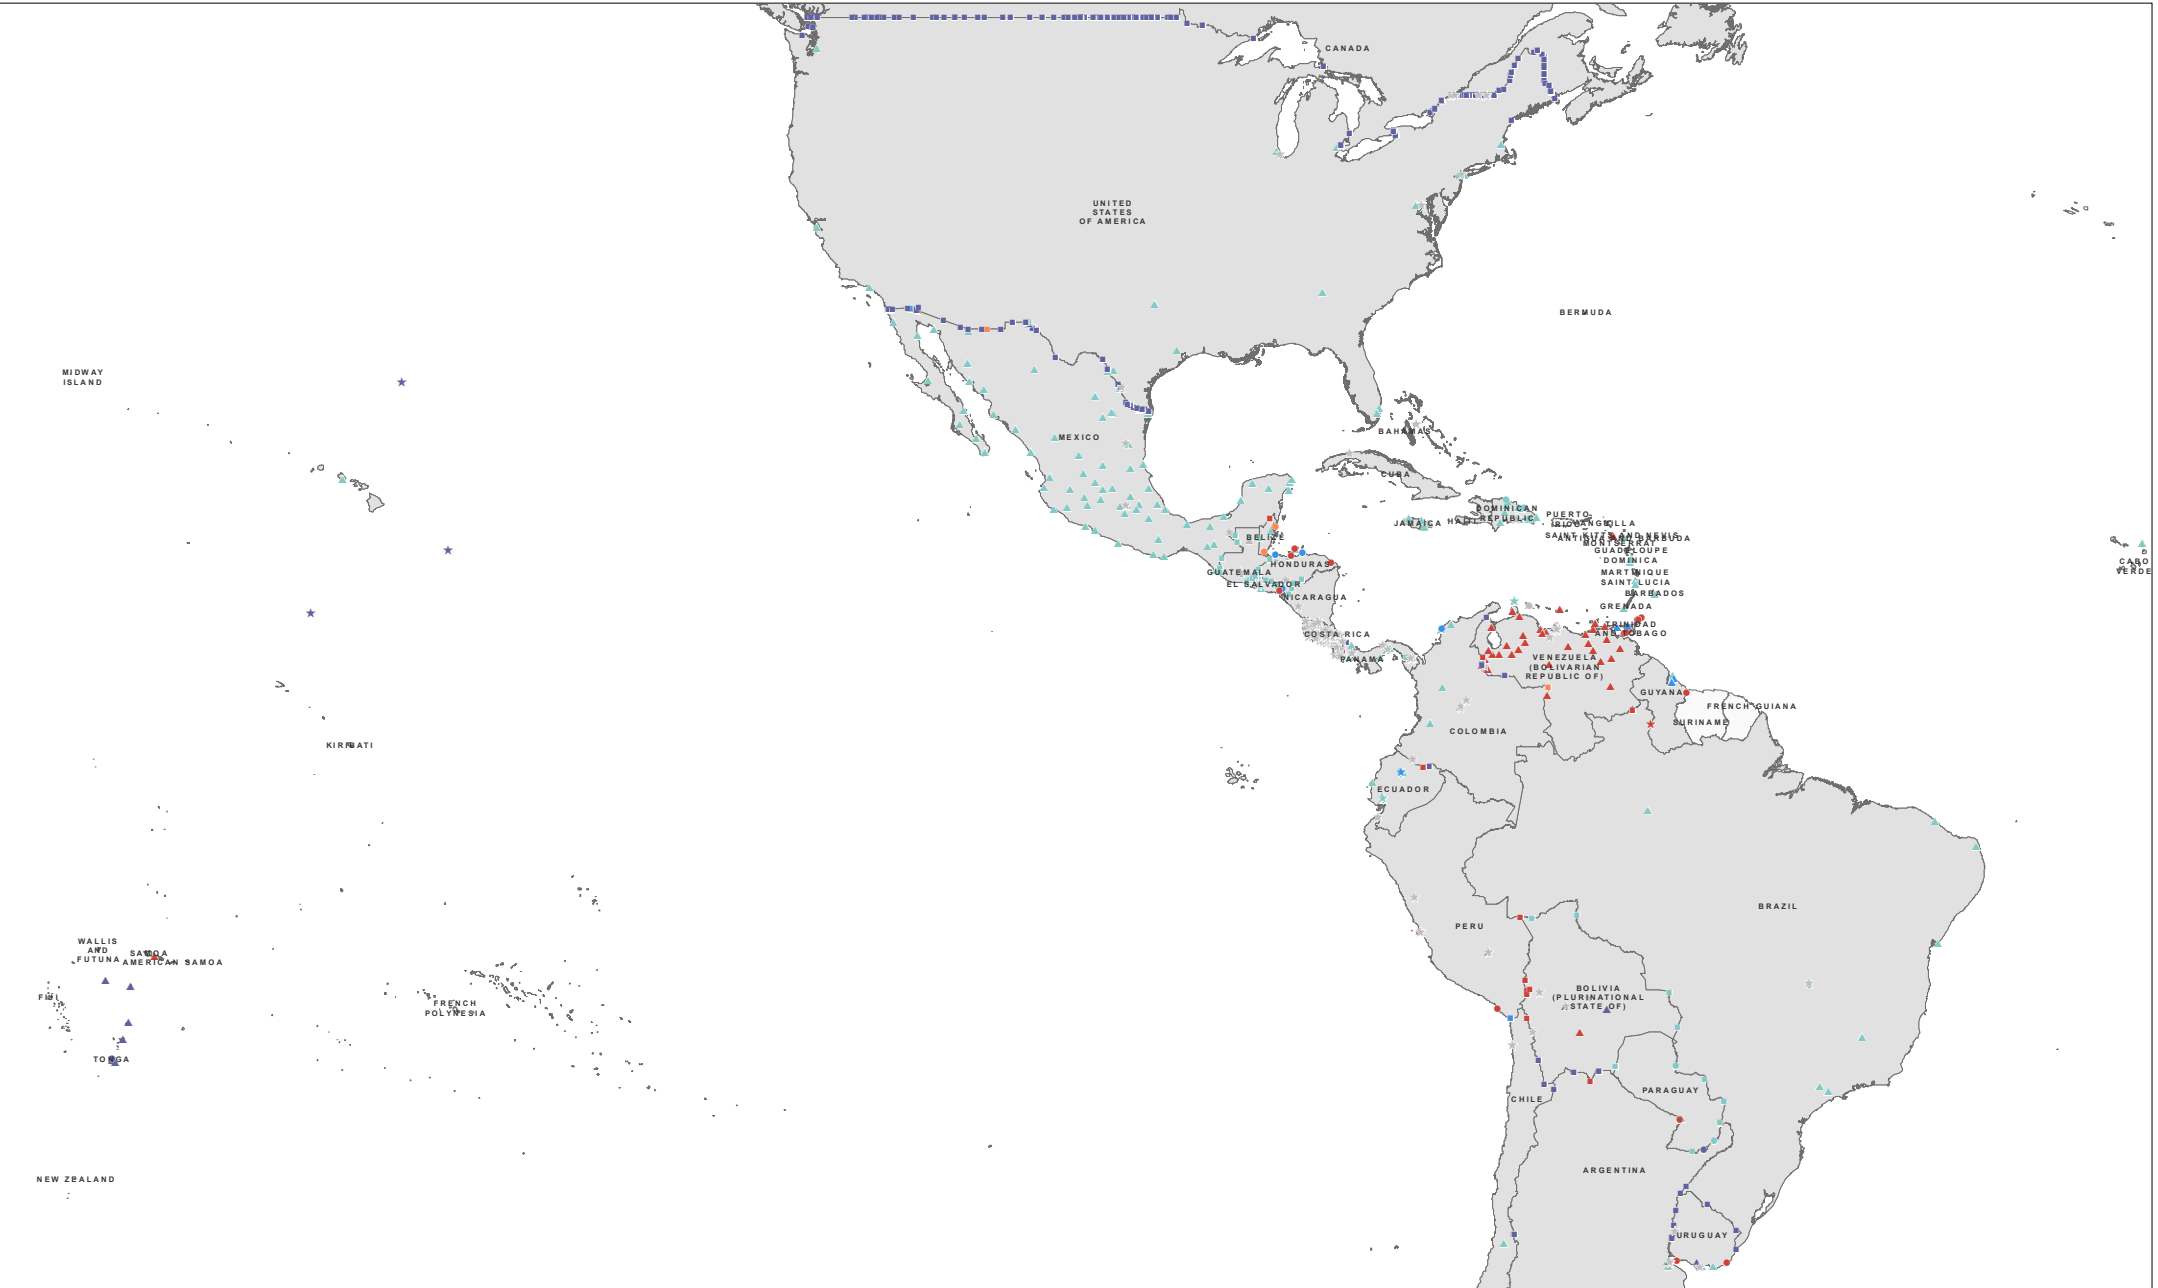 CANADA
UNITED
STATES
OF AMERICA
BERMUDA
MIDWAY
ISLAND
MEXICO
BAHAMAS
CUBA
DOMINICAN
REPUBLIC
JAMAICA
HAITI
PUERTO
RICO
ANGUILLA
SAINT KITTS AND NEVIS
ANTIGUA AND BARBUDA
MONTSERRAT
GUADELOUPE
DOMINICA
MARTINIQUE
SAINT LUCIA
BARBADOS
GRENADA
TRINIDAD
AND TOBAGO
BELIZE
HONDURAS
GUATEMALA
EL SALVADOR
NICARAGUA
COSTA RICA
PANAMA
CABO
VERDE
VENEZUELA
(BOLIVARIAN
REPUBLIC OF)
GUYANA
FRENCH GUIANA
SURINAME
COLOMBIA
KIRIBATI
ECUADOR
BRAZIL
PERU
WALLIS
AND
FUTUNA
SAMOA
AMERICAN SAMOA
FIJI
FRENCH
POLYNESIA
BOLIVIA
(PLURINATIONAL
STATE OF)
TONGA
PARAGUAY
CHILE
ARGENTINA
NEW ZEALAND
URUGUAY